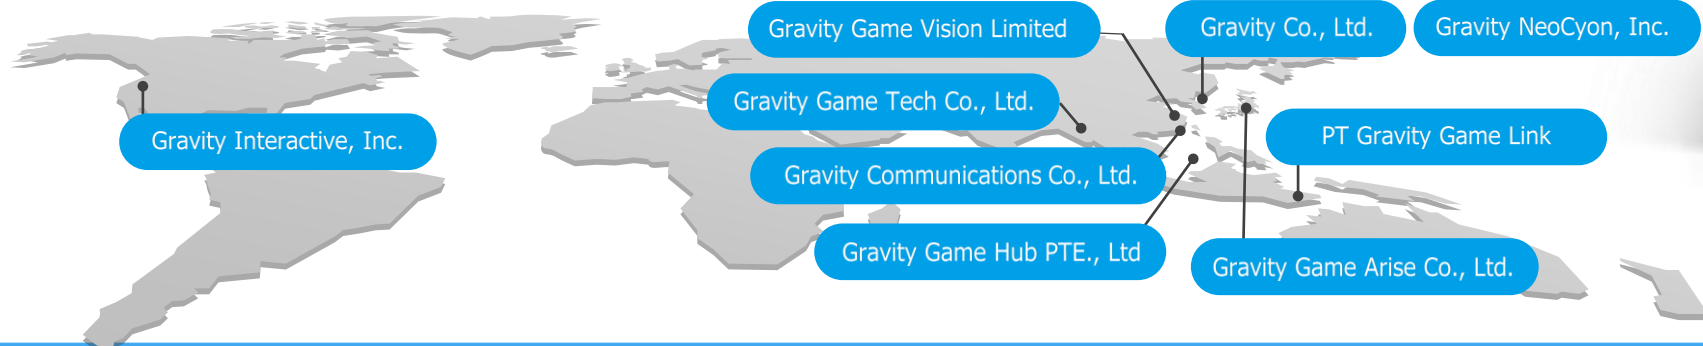 Gravity Game Vision Limited
Gravity Co., Ltd.
Gravity NeoCyon, Inc.
Gravity Game Tech Co., Ltd.
Gravity Interactive, Inc.
PT Gravity Game Link
Gravity Communications Co., Ltd.
Gravity Game Hub PTE., Ltd
Gravity Game Arise Co., Ltd.